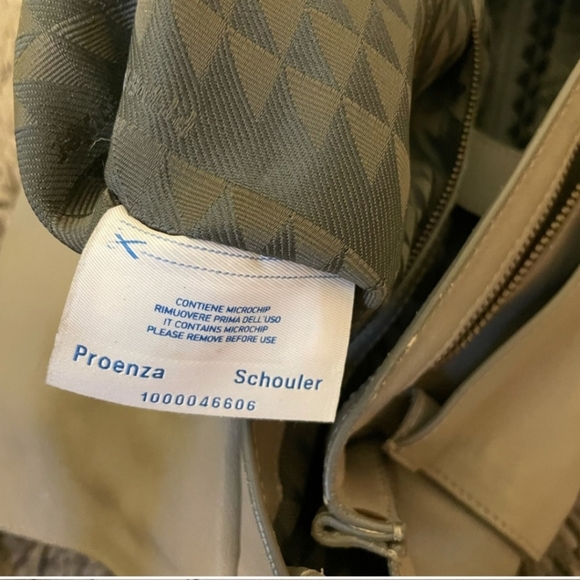 CONTIENE MICROCHIP
RIMUOVERE PRIMA DELL'USO
IT CONTAINS MICROCHIP
PLEASE REMOVE BEFORE USE
Proenza Schouler
1000046606